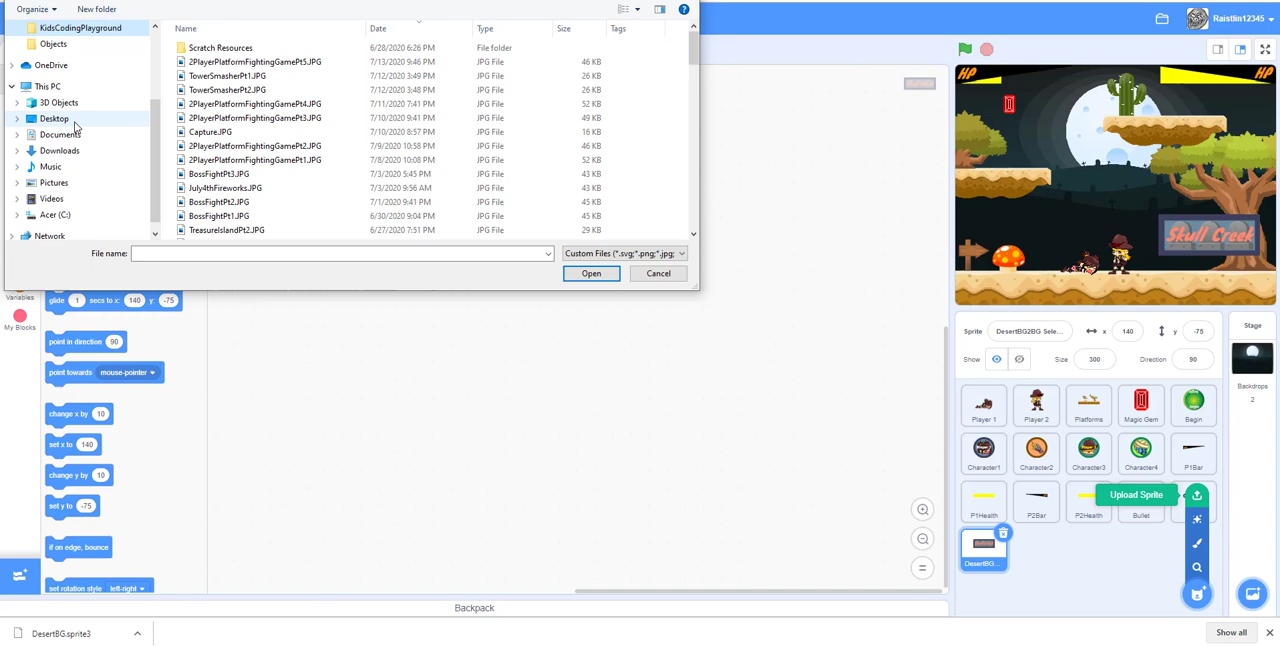 Organize
New folder
Raistlin12345
KidsCodingPlayground
Objects
OneDrive
This PC
3D Objects
Desktop
Documents
Downloads
Music
Pictures
Videos
Acer (C:)
Network
Name Date Type Size Tags
Scratch Resources 6/28/2020 6:26 PM File folder
2PlayerPlatformFightingGamePt5.JPG 7/13/2020 9:46 PM JPG File 46 KB
TowerSmasherPt1.JPG 7/12/2020 3:49 PM JPG File 26 KB
TowerSmasherPt2.JPG 7/12/2020 3:48 PM JPG File 26 KB
2PlayerPlatformFightingGamePt4.JPG 7/11/2020 7:41 PM JPG File 52 KB
2PlayerPlatformFightingGamePt3.JPG 7/10/2020 9:41 PM JPG File 49 KB
Capture.JPG 7/10/2020 8:57 PM JPG File 16 KB
2PlayerPlatformFightingGamePt2.JPG 7/9/2020 10:58 PM JPG File 46 KB
2PlayerPlatformFightingGamePt1.JPG 7/8/2020 10:08 PM JPG File 52 KB
BossFightPt3.JPG 7/3/2020 5:45 PM JPG File 43 KB
July4thFireworks.JPG 7/3/2020 9:56 AM JPG File 43 KB
BossFightPt2.JPG 7/1/2020 9:41 PM JPG File 45 KB
BossFightPt1.JPG 6/30/2020 9:04 PM JPG File 45 KB
TreasureIslandPt2.JPG 6/27/2020 7:51 PM JPG File 29 KB
File name:
Custom Files (*.svg;*.png;*.jpg;
Open
Cancel
HP
HP
Skull Creek
Variables
My Blocks
glide 1 secs to x: 140 y: -75
point in direction 90
point towards mouse-pointer
change x by 10
set x to 140
change y by 10
set y to -75
if on edge, bounce
set rotation style left-right
Sprite DesertBG2BG Sele... x 140 y -75
Show Size 300 Direction 90
Stage
Backdrops
2
Player 1 Player 2 Platforms Magic Gem Begin
Character1 Character2 Character3 Character4 P1Bar
P1Health P2Bar P2Health Bullet
Upload Sprite
DesertBG...
Backpack
DesertBG.sprite3
Show all